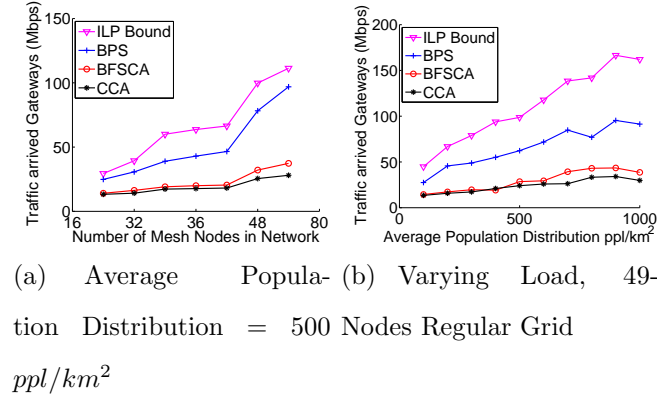 150
100
50
0
16
32
36
48
80
Traffic arrived Gateways (Mbps)
Number of Mesh Nodes in Network
ILP Bound
BPS
BFSCA
CCA
200
150
100
50
0
0
500
1000
Traffic arrived Gateways (Mbps)
Average Population Distribution ppl/km²
ILP Bound
BPS
BFSCA
CCA
(a) Average Popula-
tion Distribution = 500
ppl/km²
(b) Varying Load, 49-
Nodes Regular Grid